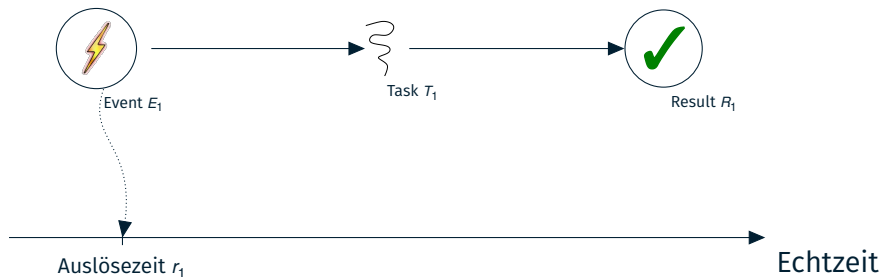 Event E₁
Task T₁
Result R₁
Auslösezeit r₁
Echtzeit